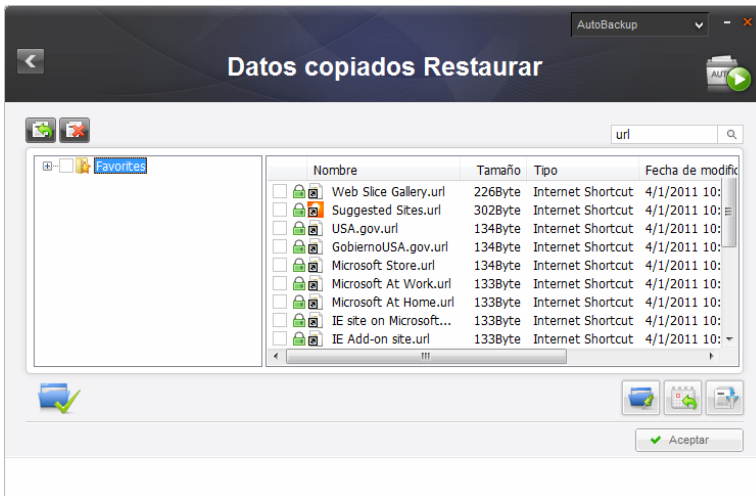 AutoBackup
Datos copiados Restaurar
AUTO
url
Favorites
Nombre Tamaño Tipo Fecha de modific
Web Slice Gallery.url 226Byte Internet Shortcut 4/1/2011 10:
Suggested Sites.url 302Byte Internet Shortcut 4/1/2011 10:
USA.gov.url 134Byte Internet Shortcut 4/1/2011 10:
GobiernoUSA.gov.url 134Byte Internet Shortcut 4/1/2011 10:
Microsoft Store.url 134Byte Internet Shortcut 4/1/2011 10:
Microsoft At Work.url 133Byte Internet Shortcut 4/1/2011 10:
Microsoft At Home.url 133Byte Internet Shortcut 4/1/2011 10:
IE site on Microsoft... 133Byte Internet Shortcut 4/1/2011 10:
IE Add-on site.url 133Byte Internet Shortcut 4/1/2011 10:
Aceptar